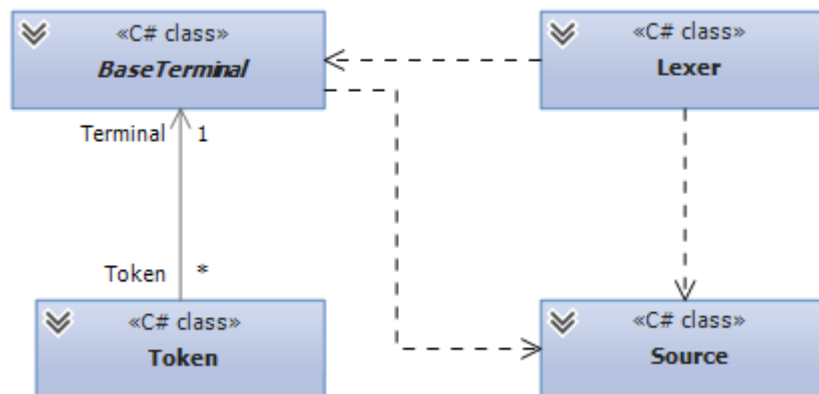 «C# class»
BaseTerminal
«C# class»
Lexer
Terminal 1
Token *
«C# class»
Token
«C# class»
Source